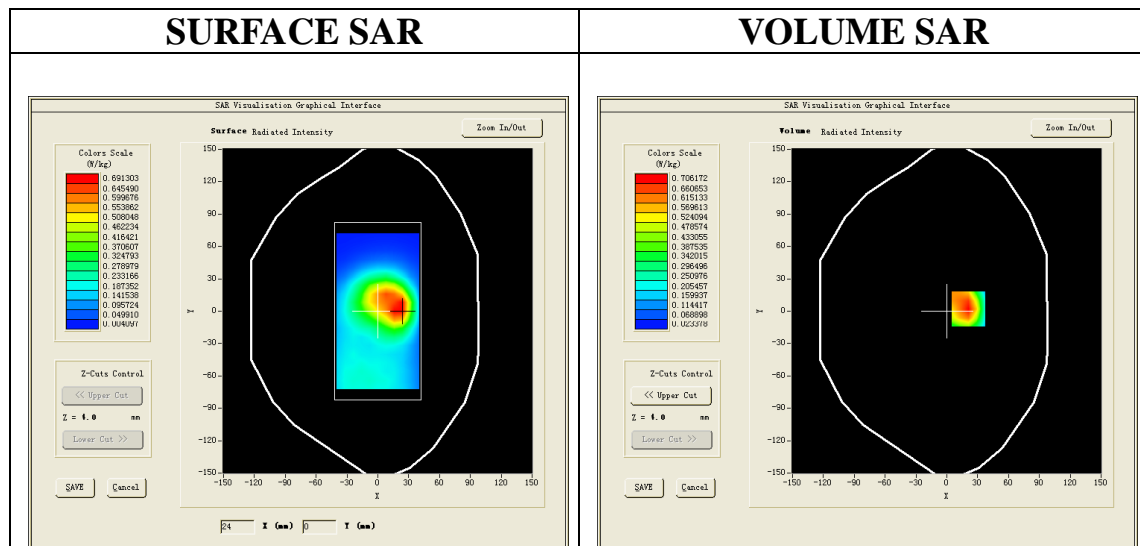 SURFACE SAR
VOLUME SAR
SAR Visualisation Graphical Interface
Surface Radiated Intensity
Zoom In/Out
Colors Scale
(W/kg)
0.691303
0.645490
0.599676
0.553862
0.508048
0.462234
0.416421
0.370607
0.324793
0.278979
0.233166
0.187352
0.141538
0.095724
0.049910
0.004097
150
120
90
60
30
0
-30
-60
-90
-120
-150
Y
-150 -120 -90 -60 -30 0 30 60 90 120 150
X
Z-Cuts Control
<< Upper Cut
Z = 4.0 mm
Lower Cut >>
SAVE Cancel
24 X (mm) 0 Y (mm)
SAR Visualisation Graphical Interface
Volume Radiated Intensity
Zoom In/Out
Colors Scale
(W/kg)
0.706172
0.660653
0.615133
0.569613
0.524094
0.478574
0.433055
0.387535
0.342015
0.296496
0.250976
0.205457
0.159937
0.114417
0.068898
0.023378
150
120
90
60
30
0
-30
-60
-90
-120
-150
Y
-150 -120 -90 -60 -30 0 30 60 90 120 150
X
Z-Cuts Control
<< Upper Cut
Z = 4.0 mm
Lower Cut >>
SAVE Cancel